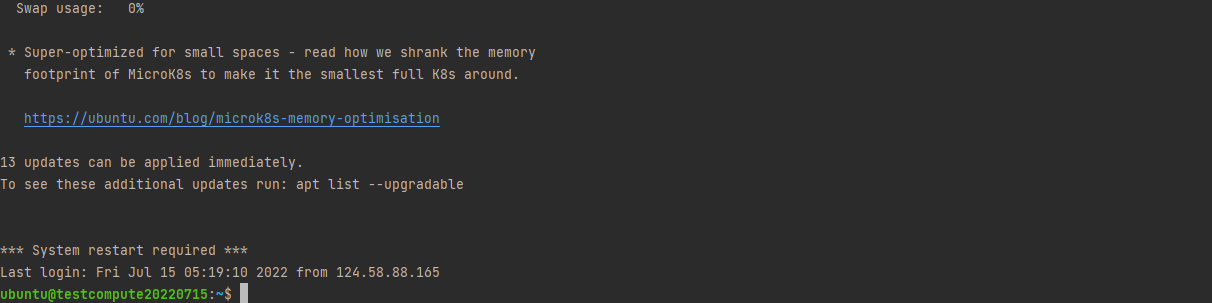 Swap usage:   0%
* Super-optimized for small spaces - read how we shrank the memory
footprint of MicroK8s to make it the smallest full K8s around.
https://ubuntu.com/blog/microk8s-memory-optimisation
13 updates can be applied immediately.
To see these additional updates run: apt list --upgradable
*** System restart required ***
Last login: Fri Jul 15 05:19:10 2022 from 124.58.88.165
ubuntu@testcompute20220715:~$